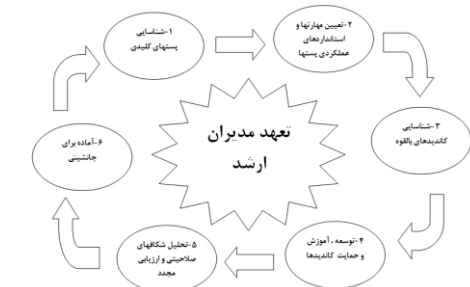 ۱-شناسایی
پستهای کلیدی
۲-تعیین مهارتها و
استانداردهای
عملکردی پستها
۳-شناسایی
کاندیدهای بالقوه
۴-توسعه ـ آموزش
و حمایت کاندیدها
۵-تحلیل شکافهای
صلاحیتی و ارزیابی
مجدد
۶-آماده برای
جانشینی
تعهد مدیران
ارشد